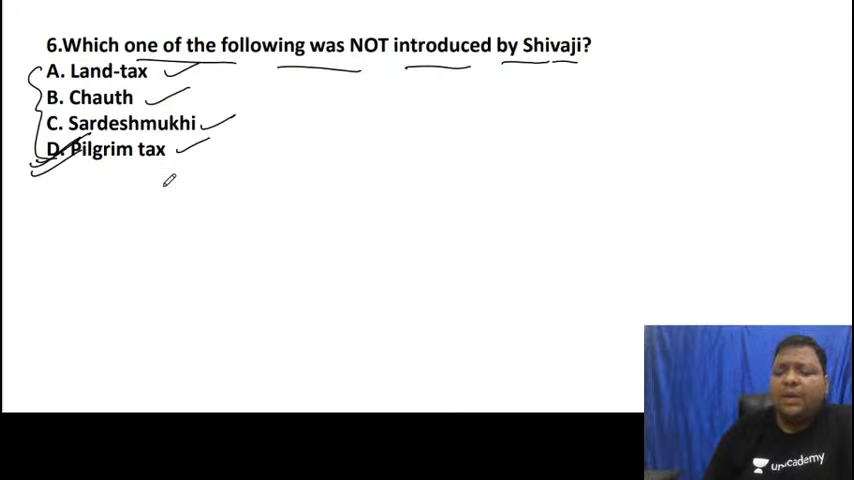 6.Which one of the following was NOT introduced by Shivaji?
A. Land-tax
B. Chauth
C. Sardeshmukhi
D. Pilgrim tax
unacademy